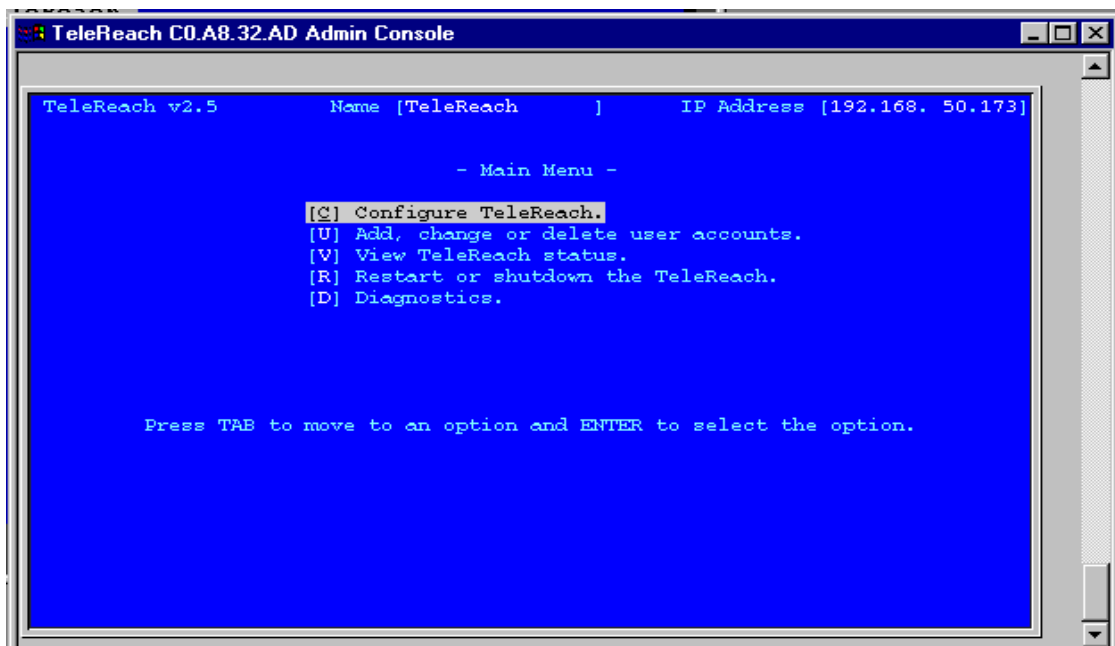 TeleReach C0.A8.32.AD Admin Console
TeleReach v2.5 Name [TeleReach ] IP Address [192.168. 50.173]
- Main Menu -
[C] Configure TeleReach.
[U] Add, change or delete user accounts.
[V] View TeleReach status.
[R] Restart or shutdown the TeleReach.
[D] Diagnostics.
Press TAB to move to an option and ENTER to select the option.